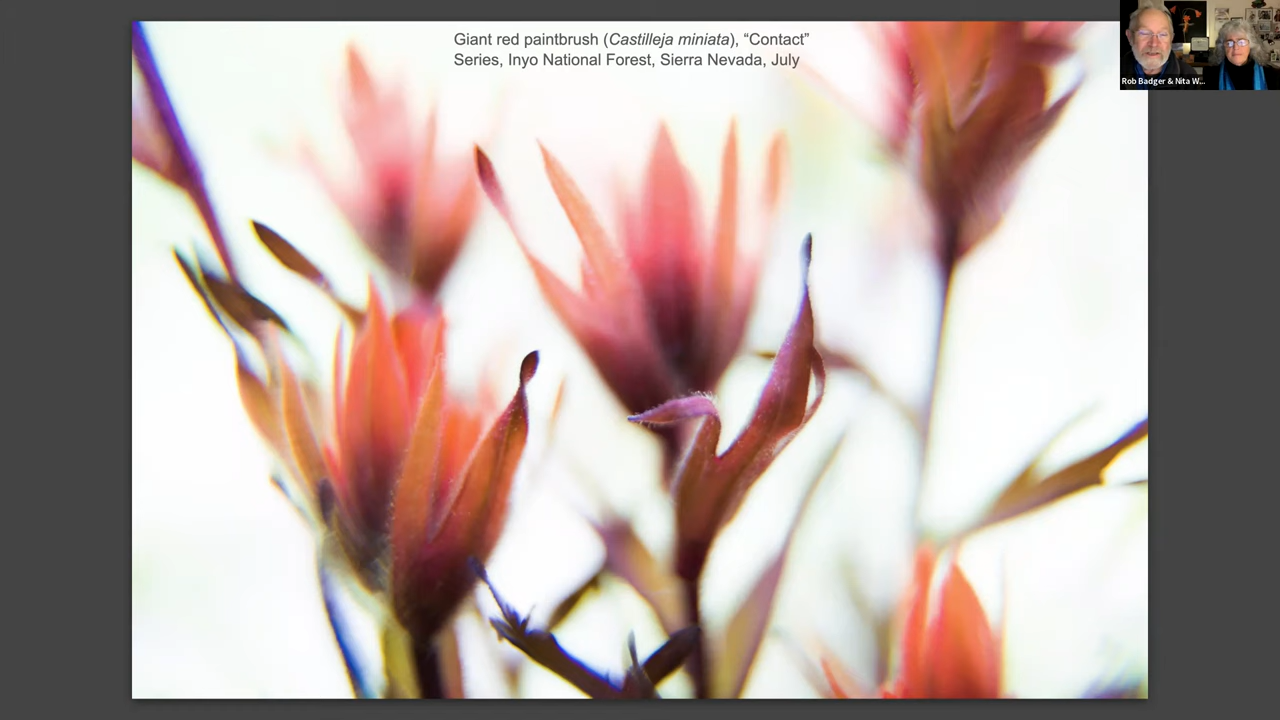 Giant red paintbrush (Castilleja miniata), “Contact”
Series, Inyo National Forest, Sierra Nevada, July
Rob Badger & Nita W...